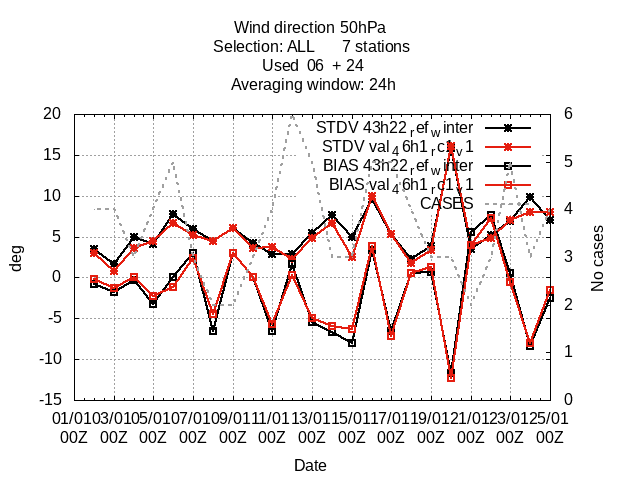 Wind direction 50hPa
Selection: ALL 7 stations
Used 06 + 24
Averaging window: 24h
STDV 43h22_ref_winter
STDV val_46h1_rc1_v1
BIAS 43h22_ref_winter
BIAS val_46h1_rc1_v1
CASES
20
15
10
5
0
-5
-10
-15
6
5
4
3
2
1
0
deg
No cases
01/01 03/01 05/01 07/01 09/01 11/01 13/01 15/01 17/01 19/01 21/01 23/01 25/01
00Z 00Z 00Z 00Z 00Z 00Z 00Z 00Z 00Z 00Z 00Z 00Z 00Z
Date